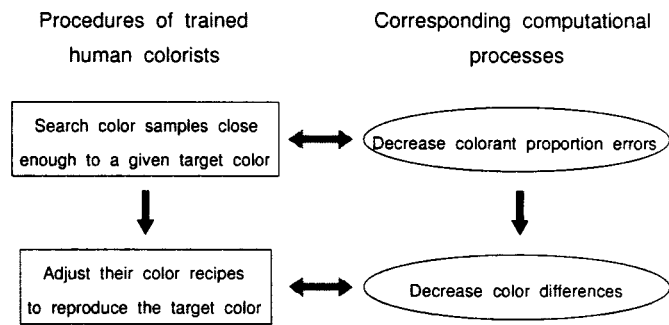 Procedures of trained
human colorists
Corresponding computational
processes
Search color samples close
enough to a given target color
Decrease colorant proportion errors
Adjust their color recipes
to reproduce the target color
Decrease color differences